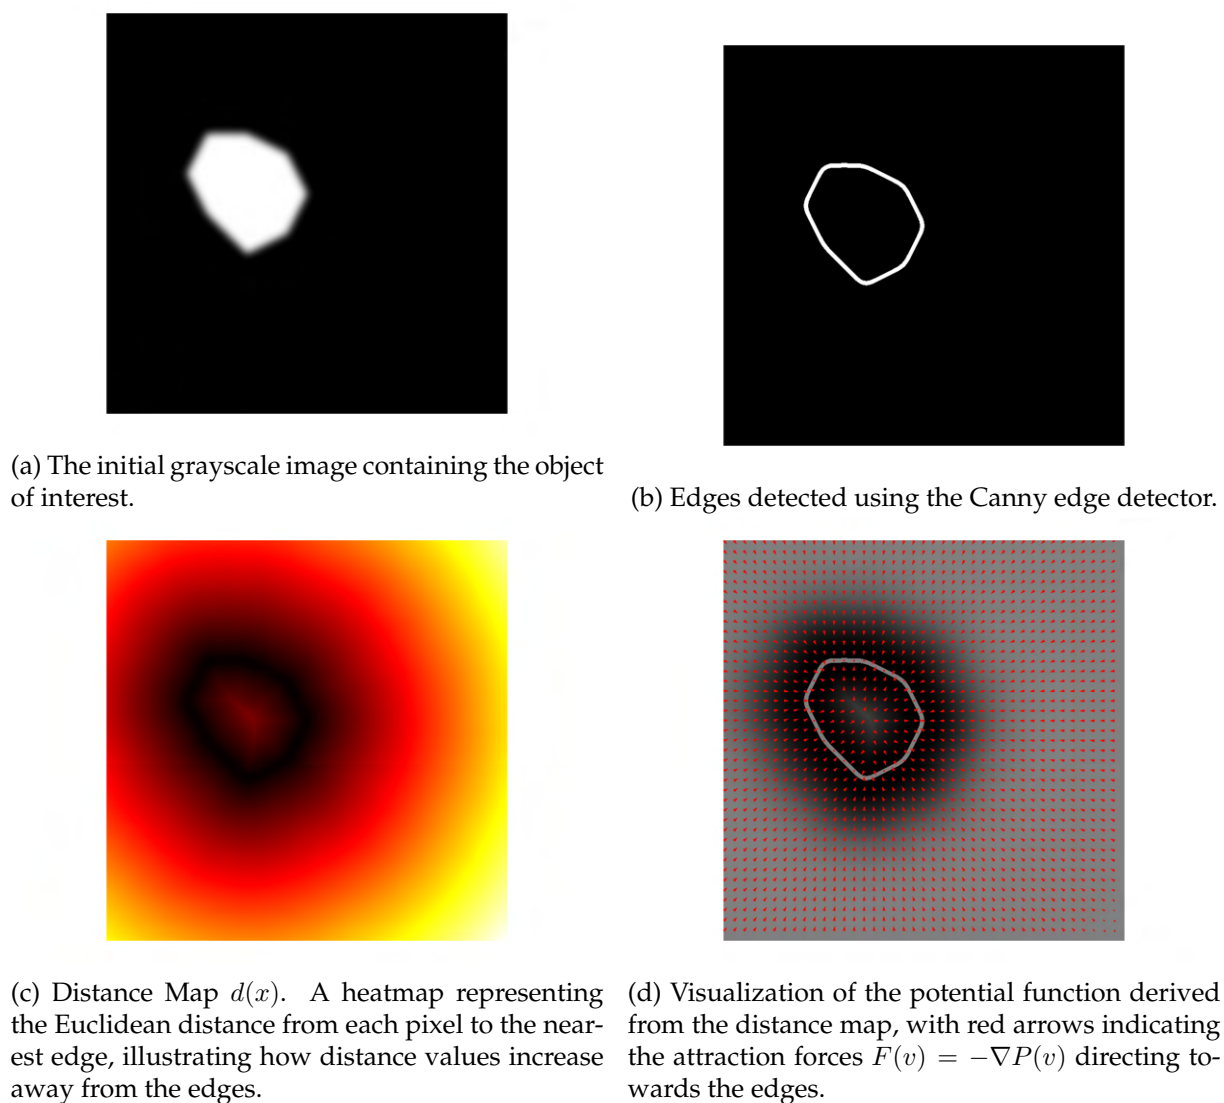 (a) The initial grayscale image containing the object
of interest.
(b) Edges detected using the Canny edge detector.
(c) Distance Map d(x). A heatmap representing
the Euclidean distance from each pixel to the near-
est edge, illustrating how distance values increase
away from the edges.
(d) Visualization of the potential function derived
from the distance map, with red arrows indicating
the attraction forces F(v) = −∇P(v) directing to-
wards the edges.